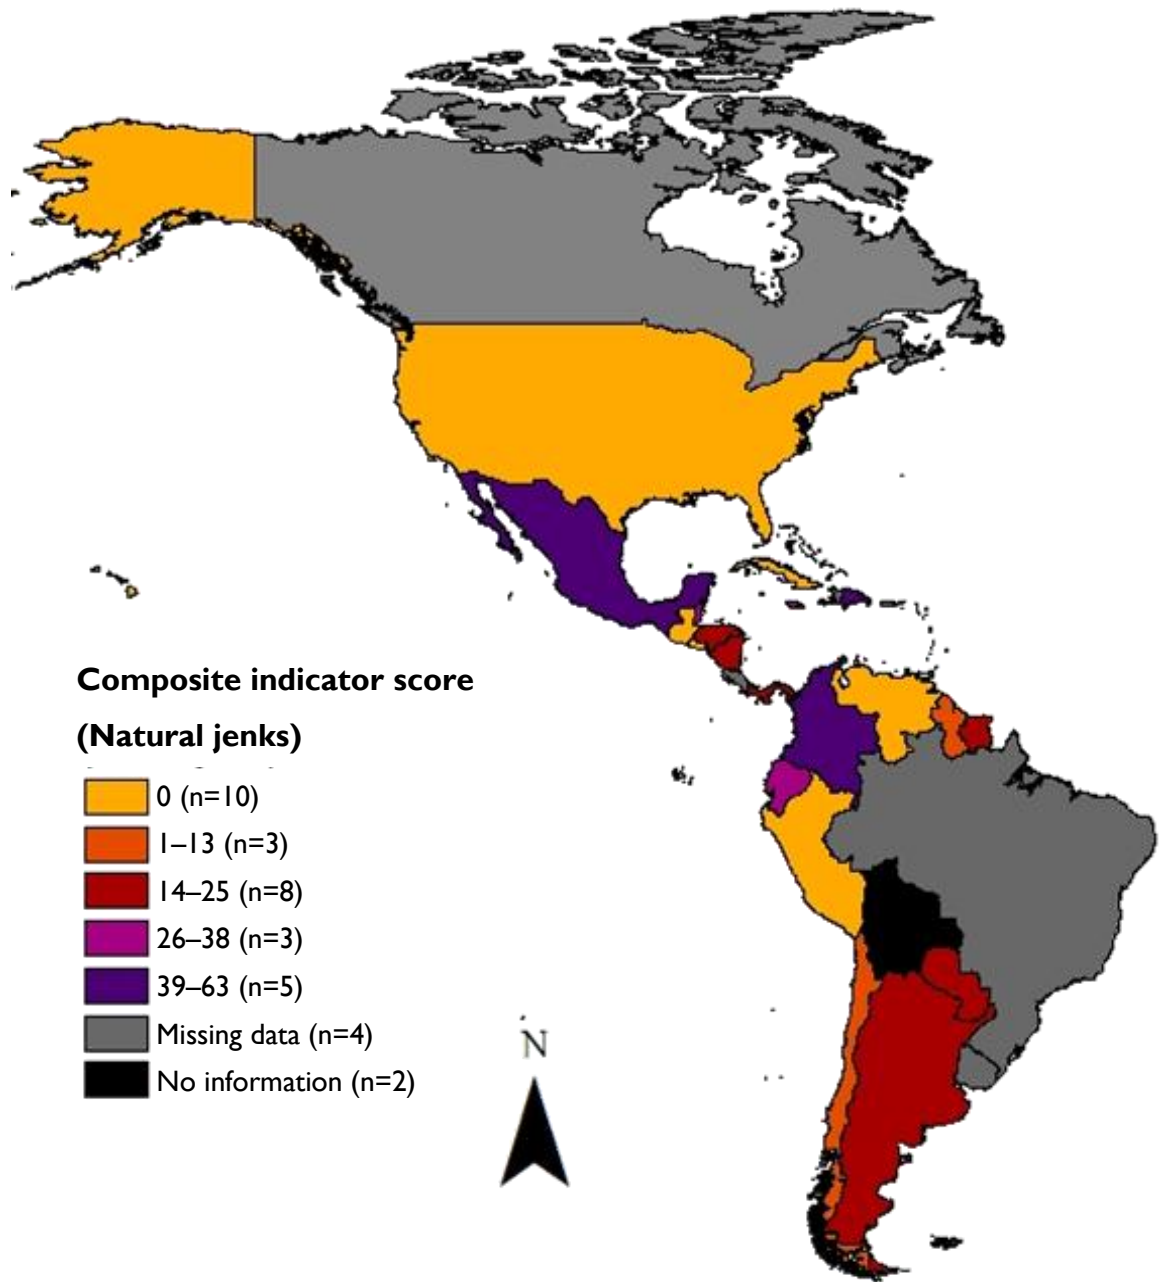 Composite indicator score
(Natural jenks)
0 (n=10)
1–13 (n=3)
14–25 (n=8)
26–38 (n=3)
39–63 (n=5)
Missing data (n=4)
No information (n=2)
N